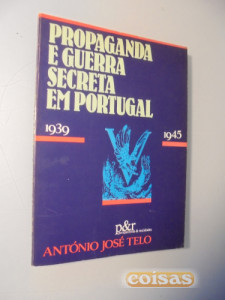 PROPAGANDA
E GUERRA
SECRETA
EM PORTUGAL
1939
1945
p&r
ANTÓNIO JOSÉ TELO
coisas